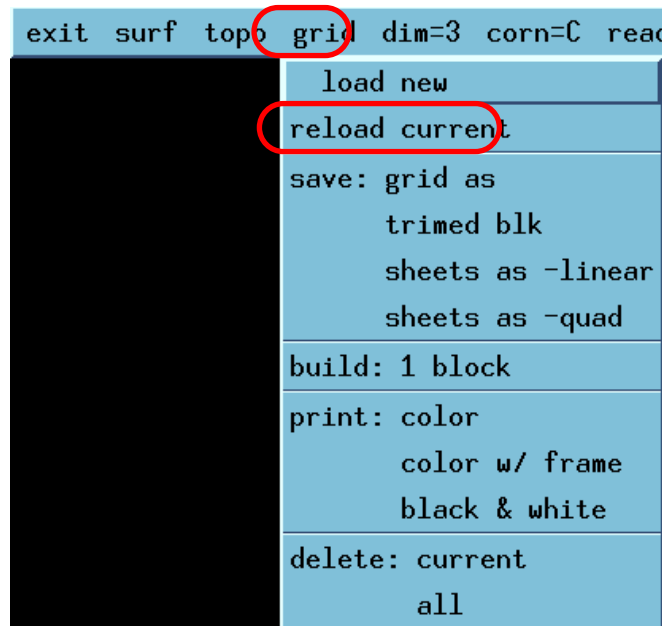 exit surf topo grid dim=3 corn=C read
load new
reload current
save: grid as
trimed blk
sheets as -linear
sheets as -quad
build: 1 block
print: color
color w/ frame
black & white
delete: current
all